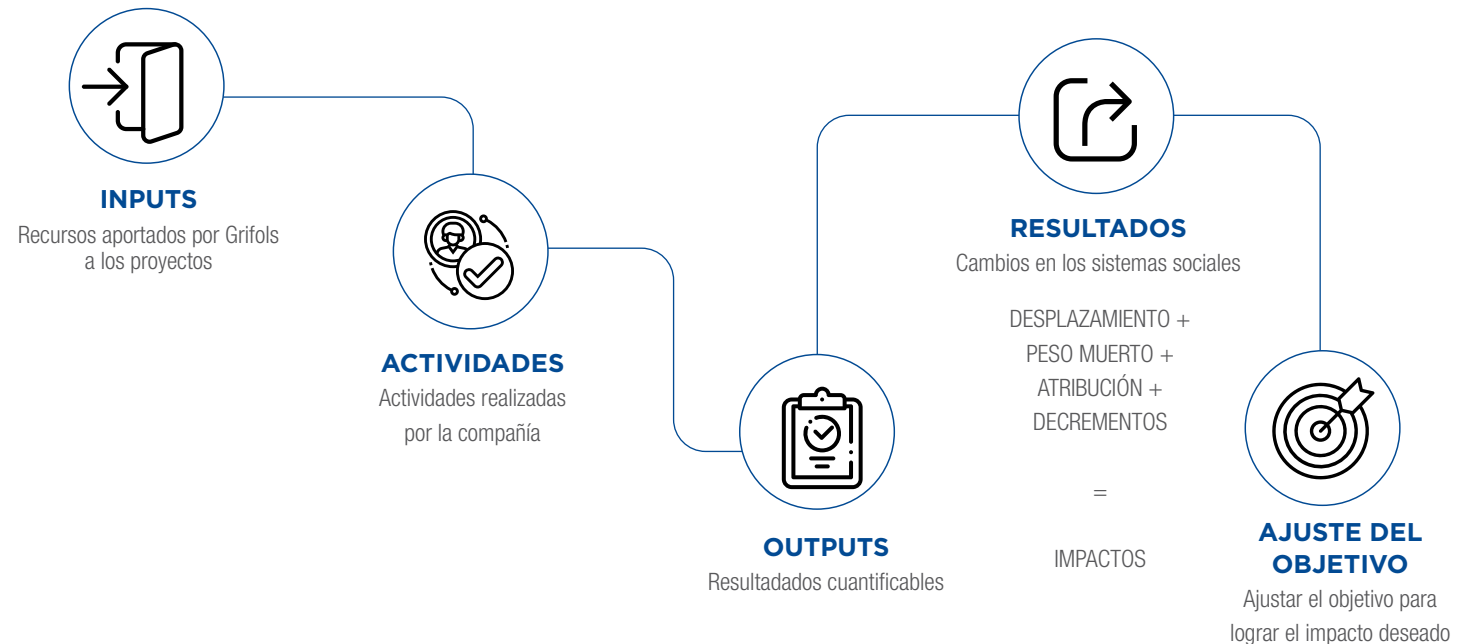 INPUTS
Recursos aportados por Grifols
a los proyectos
ACTIVIDADES
Actividades realizadas
por la compañía
OUTPUTS
Resultadados cuantificables
RESULTADOS
Cambios en los sistemas sociales
DESPLAZAMIENTO +
PESO MUERTO +
ATRIBUCIÓN +
DECREMENTOS
=
IMPACTOS
AJUSTE DEL
OBJETIVO
Ajustar el objetivo para
lograr el impacto deseado